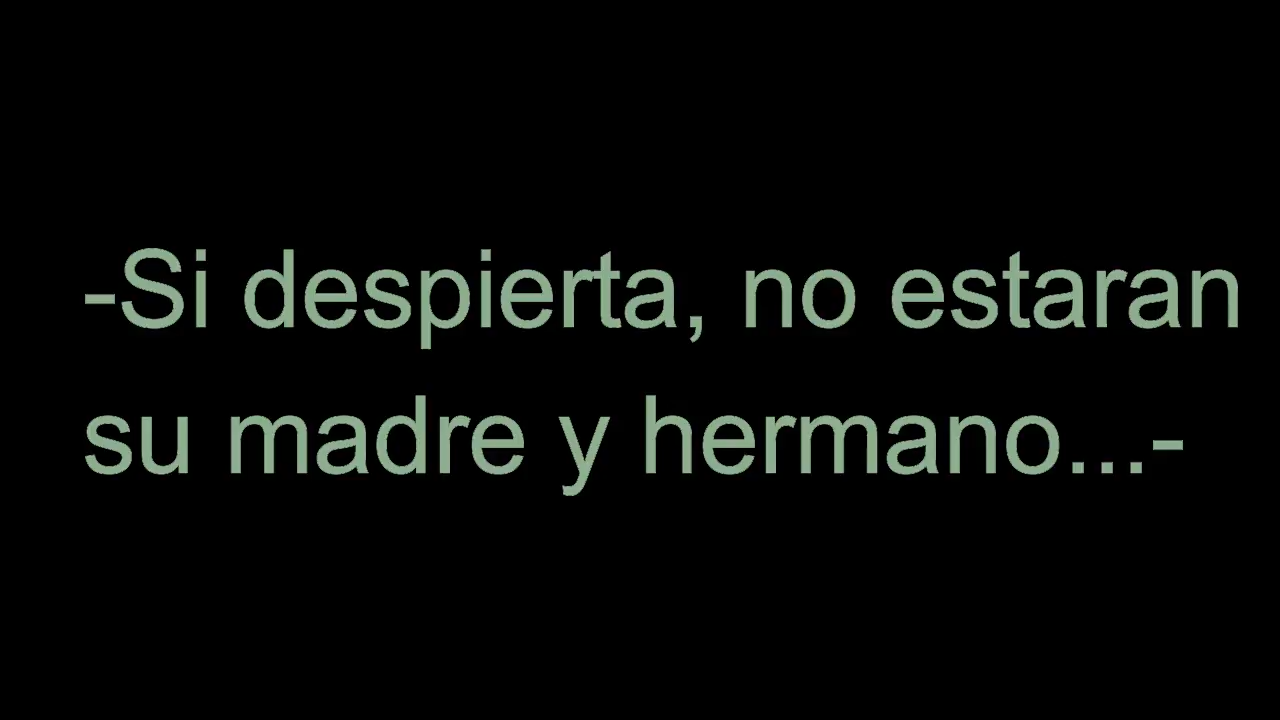 -Si despierta, no estaran
su madre y hermano...-